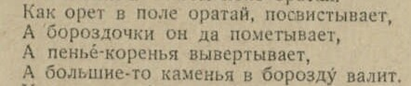 Как орет в поле оратай, посвистывает,
А бороздочки он да пометывает,
А пенье́-коренья вывертывает,
А большие-то каменья в борозду́ валит.